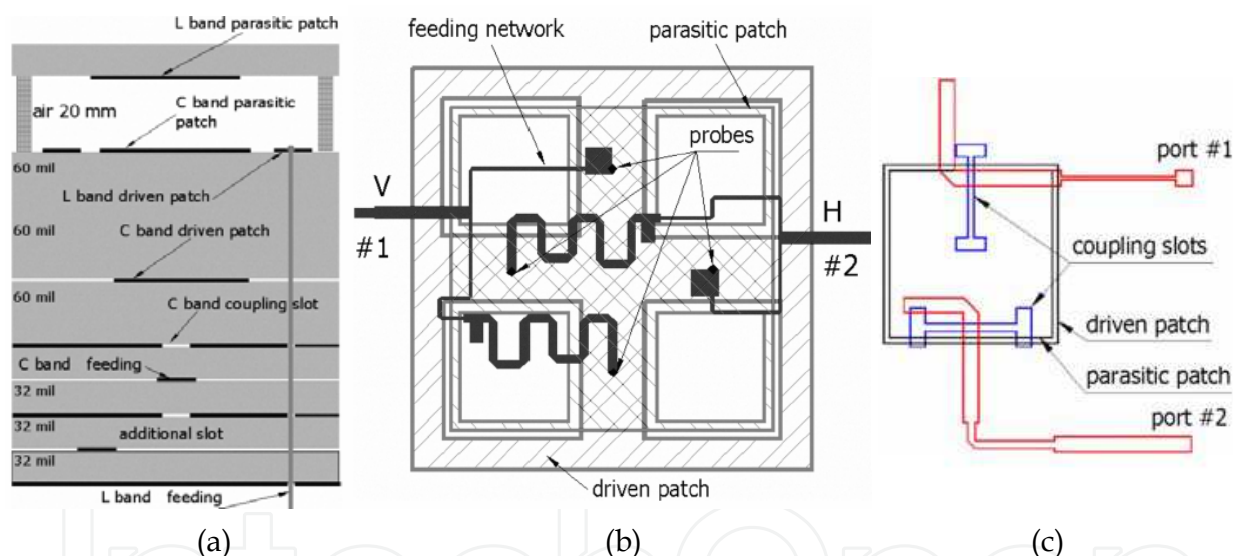 L band parasitic patch
air 20 mm
C band parasitic
patch
60 mil
L band driven patch
60 mil
C band driven patch
60 mil
C band coupling slot
C band feeding
32 mil
32 mil
additional slot
32 mil
L band feeding
(a)
feeding network
parasitic patch
probes
V
#1
H
#2
driven patch
(b)
port #1
coupling slots
driven patch
parasitic patch
port #2
(c)
IntechOpen